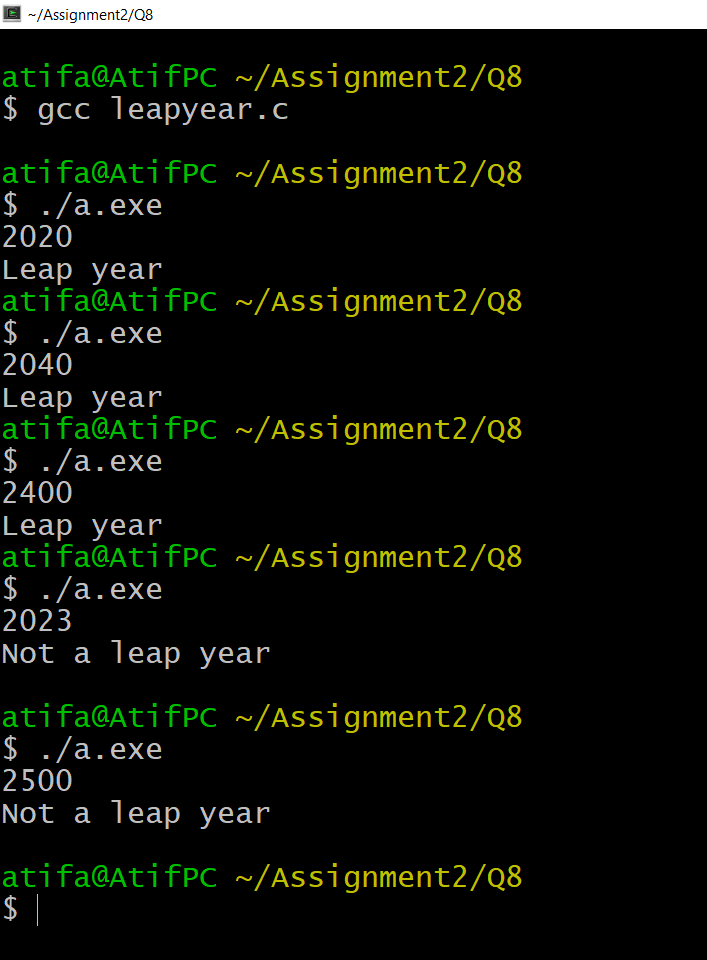 ~/Assignment2/Q8
atifa@AtifPC ~/Assignment2/Q8
$ gcc leapyear.c
atifa@AtifPC ~/Assignment2/Q8
$ ./a.exe
2020
Leap year
atifa@AtifPC ~/Assignment2/Q8
$ ./a.exe
2040
Leap year
atifa@AtifPC ~/Assignment2/Q8
$ ./a.exe
2400
Leap year
atifa@AtifPC ~/Assignment2/Q8
$ ./a.exe
2023
Not a leap year
atifa@AtifPC ~/Assignment2/Q8
$ ./a.exe
2500
Not a leap year
atifa@AtifPC ~/Assignment2/Q8
$